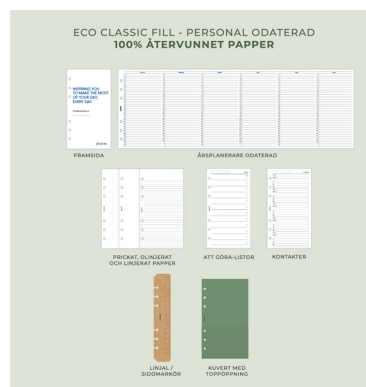 ECO CLASSIC FILL - PERSONAL ODATERAD
100% ÅTERVUNNET PAPPER
INSPIRING YOU
TO MAKE THE MOST
OF YOUR DAY,
EVERY DAY.
FRAMSIDA
ÅRSPLANERARE ODATERAD
PRICKAT, OLINJERAT
OCH LINJERAT PAPPER
ATT GÖRA-LISTOR
KONTAKTER
LINJAL /
SIDOMARKÖR
KUVERT MED
TOPPÖPPNING